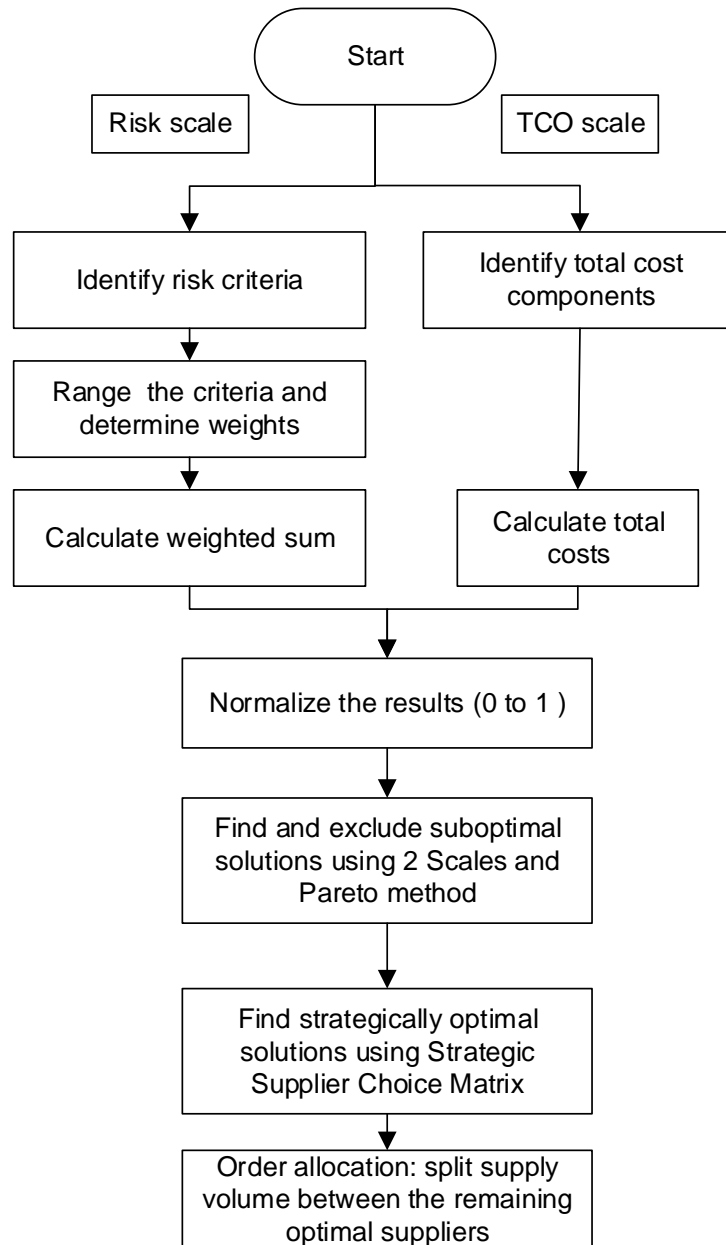 Start
Risk scale
TCO scale
Identify risk criteria
Identify total cost
components
Range  the criteria and
determine weights
Calculate weighted sum
Calculate total
costs
Normalize the results (0 to 1 )
Find and exclude suboptimal
solutions using 2 Scales and
Pareto method
Find strategically optimal
solutions using Strategic
Supplier Choice Matrix
Order allocation: split supply
volume between the remaining
optimal suppliers